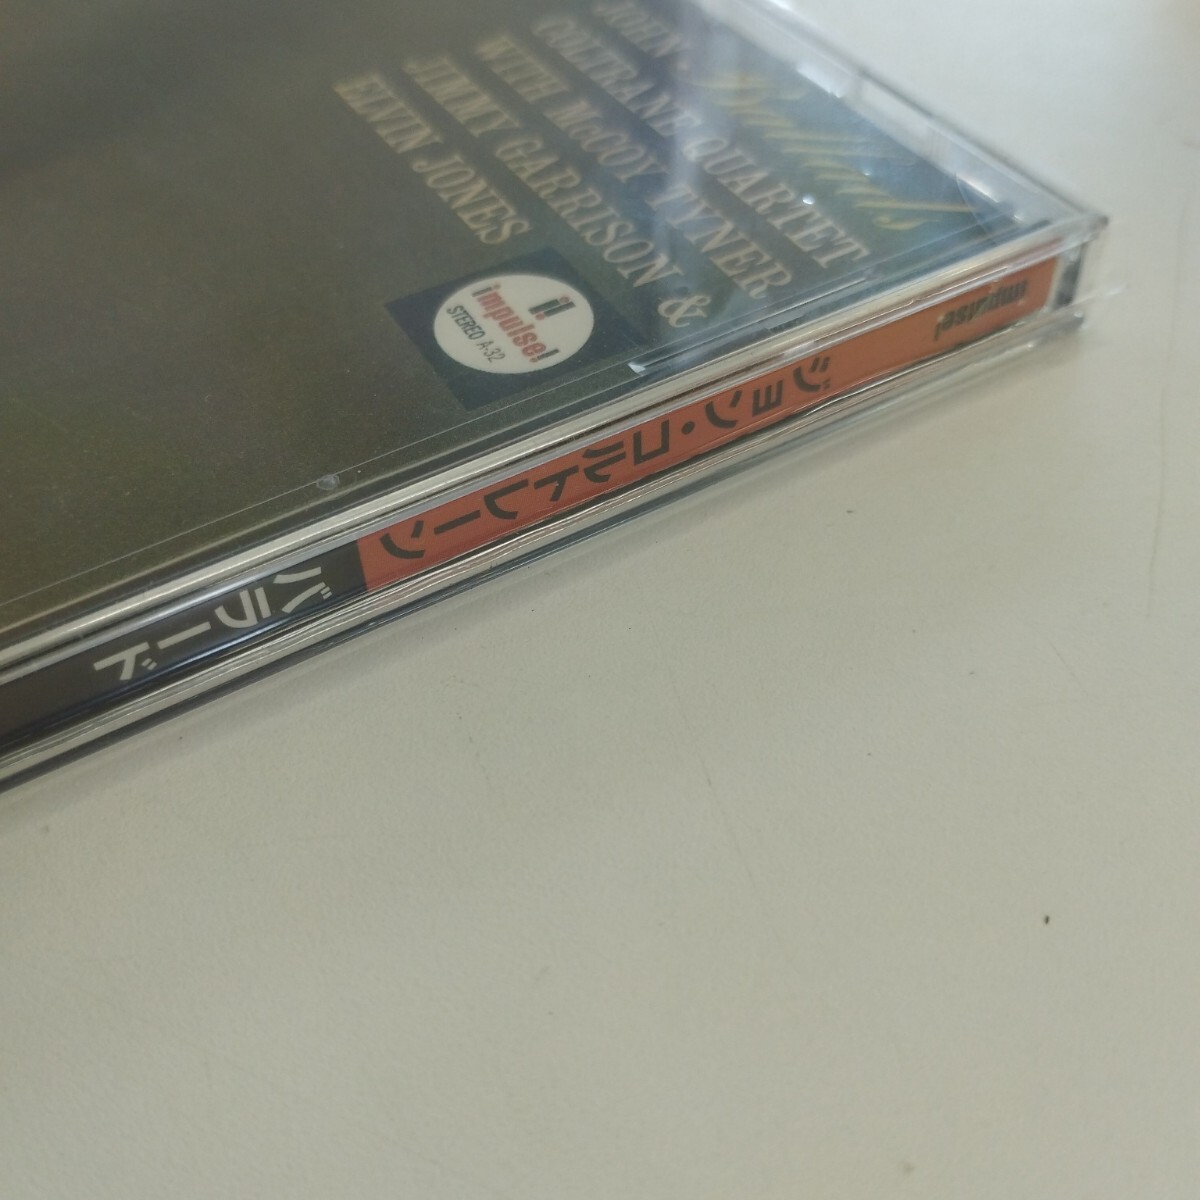 Ballads
JOHN
COLTRANE QUARTET
WITH McCOY TYNER
JIMMY GARRISON &
ELVIN JONES
i!
impulse!
STEREO A-32
impulse!
ジョン・コルトレーン
バラード